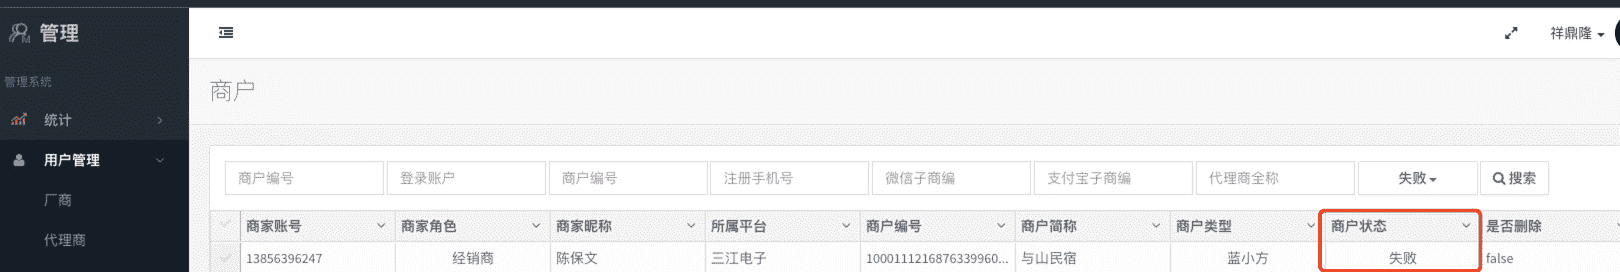 管理
祥鼎隆
管理系统
商户
统计
用户管理
厂商
代理商
商户编号 登录账户 商户编号 注册手机号 微信子商编 支付宝子商编 代理商全称 失败 搜索
商家账号 商家角色 商家昵称 所属平台 商户编号 商户简称 商户类型 商户状态 是否删除
13856396247 经销商 陈保文 三江电子 1000111216876339960... 与山民宿 蓝小方 失败 false